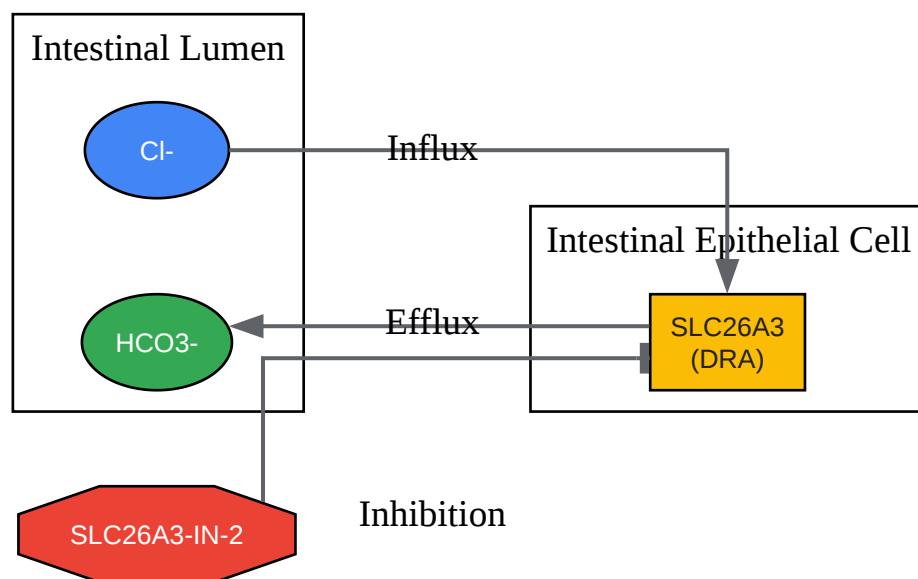 Intestinal Lumen
Cl-
Influx
Intestinal Epithelial Cell
Efflux
HCO3-
SLC26A3
(DRA)
SLC26A3-IN-2
Inhibition